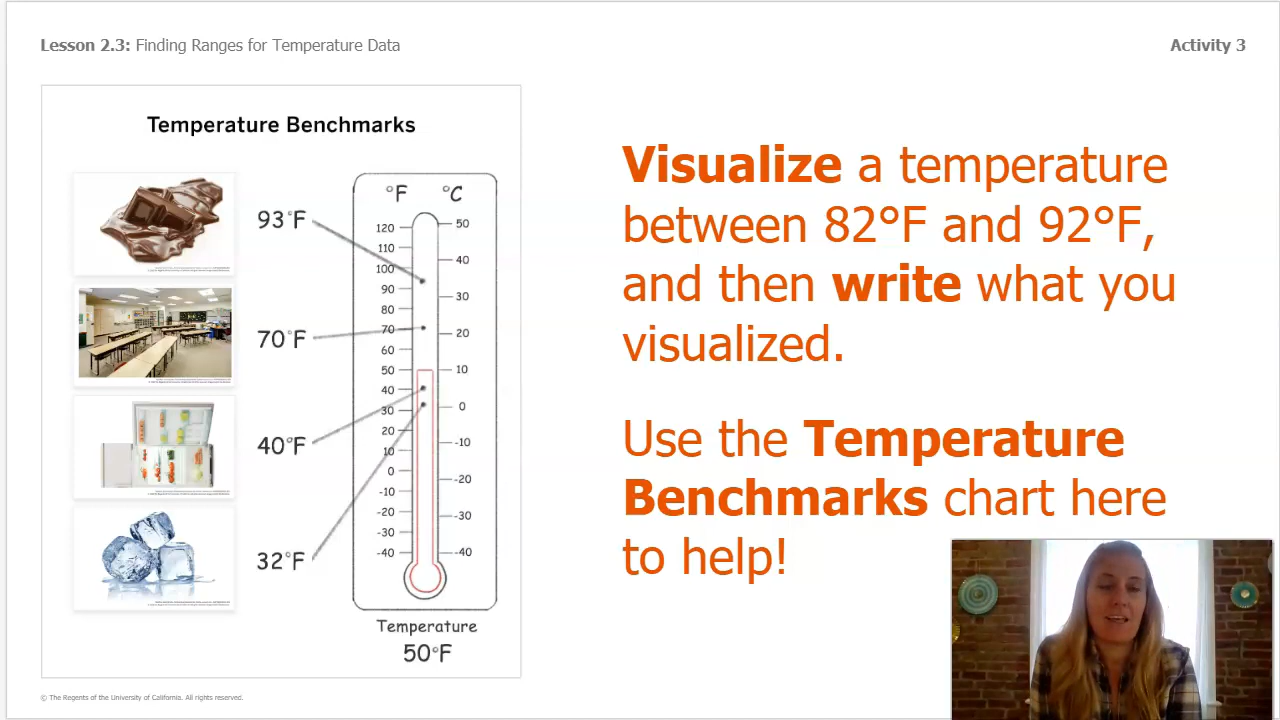 Lesson 2.3: Finding Ranges for Temperature Data
Activity 3
Temperature Benchmarks
93°F
70°F
40°F
32°F
°F °C
120
110
100
90
80
70
60
50
40
30
20
10
0
-10
-20
-30
-40
50
40
30
20
10
0
-10
-20
-30
-40
Temperature
50°F
Visualize a temperature
between 82°F and 92°F,
and then write what you
visualized.
Use the Temperature
Benchmarks chart here
to help!
© The Regents of the University of California. All rights reserved.